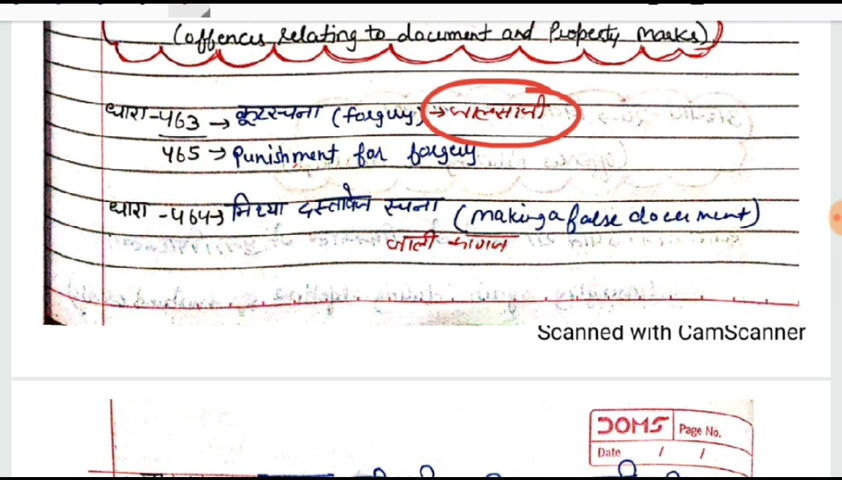 (offences relating to document and Property marks)
धारा-463 → कूटरचना (forgury) → जालसाजी
465 → Punishment for forgery
धारा -464→ मिथ्या दस्तावेज रचना (making a false document)
जाली कागज
Scanned with CamScanner
DOMS Page No.
Date / /